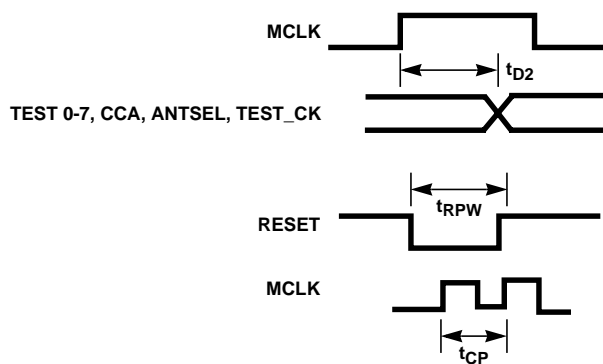 MCLK
tD2
TEST 0-7, CCA, ANTSEL, TEST_CK
tRPW
RESET
MCLK
tCP